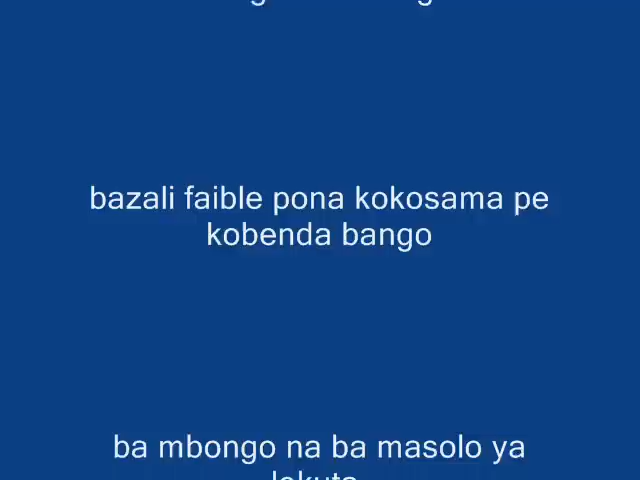 bazali faible pona kokosama pe
kobenda bango
ba mbongo na ba masolo ya